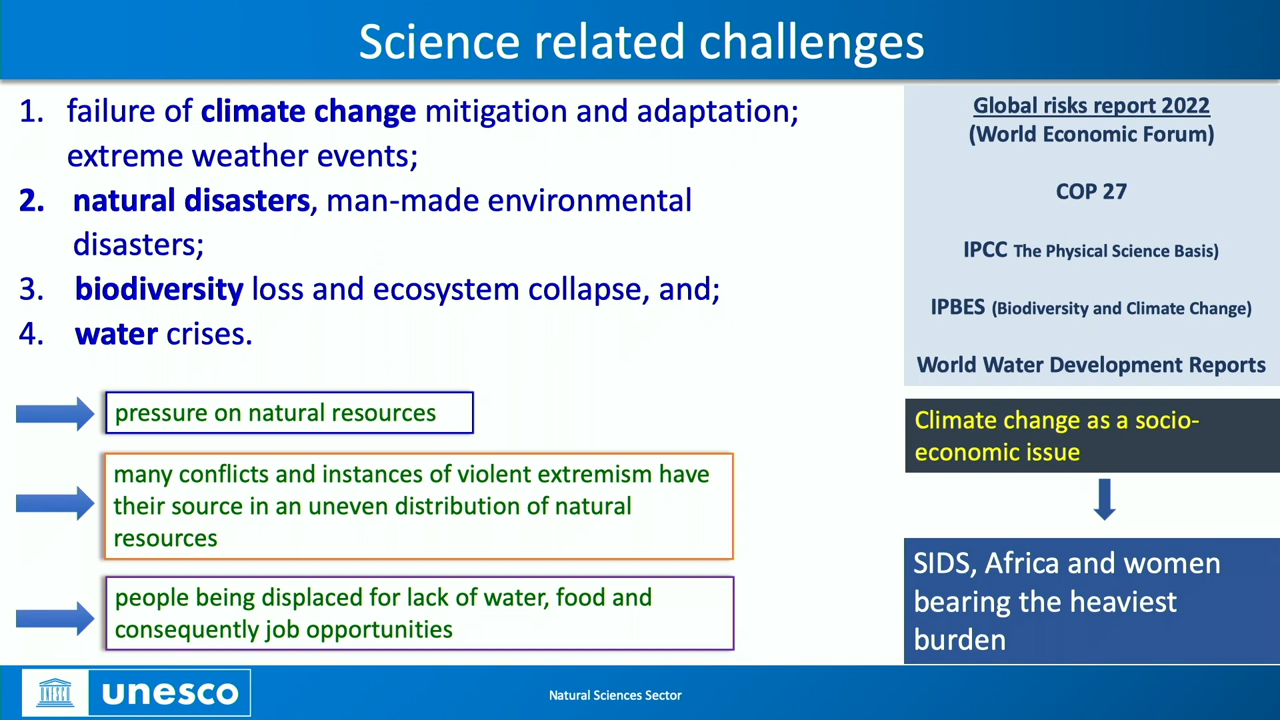 Science related challenges
1. failure of climate change mitigation and adaptation;
extreme weather events;
2. natural disasters, man-made environmental
disasters;
3. biodiversity loss and ecosystem collapse, and;
4. water crises.
pressure on natural resources
many conflicts and instances of violent extremism have
their source in an uneven distribution of natural
resources
people being displaced for lack of water, food and
consequently job opportunities
Global risks report 2022
(World Economic Forum)
COP 27
IPCC The Physical Science Basis)
IPBES (Biodiversity and Climate Change)
World Water Development Reports
Climate change as a socio-
economic issue
SIDS, Africa and women
bearing the heaviest
burden
unesco
Natural Sciences Sector